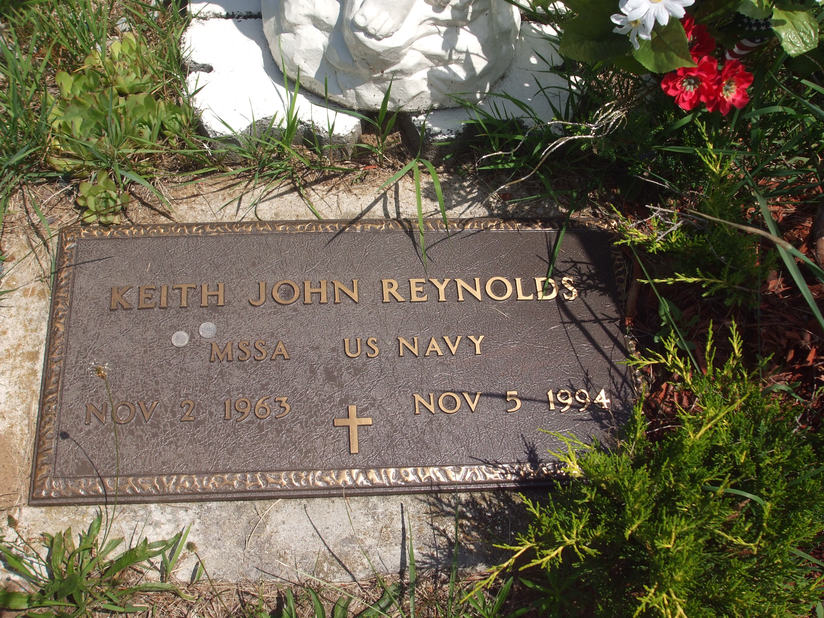 KEITH JOHN REYNOLDS
MSSA US NAVY
NOV 2 1963 NOV 5 1994